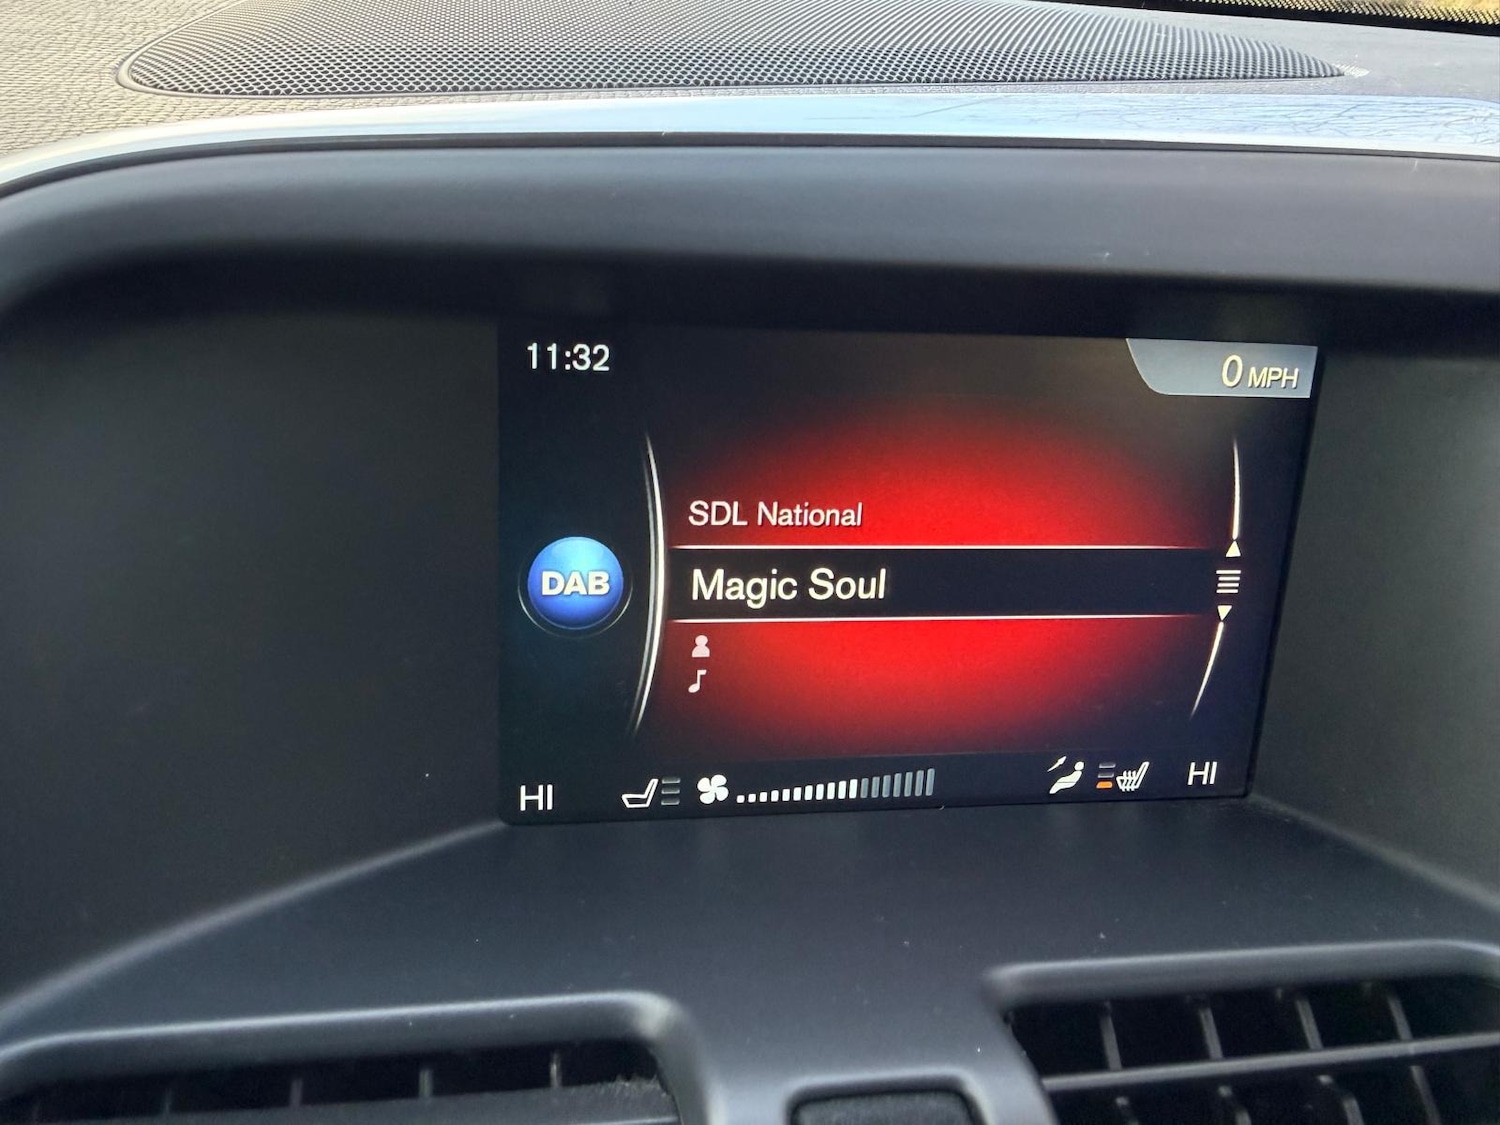 11:32
0 MPH
SDL National
DAB
Magic Soul
HI
HI